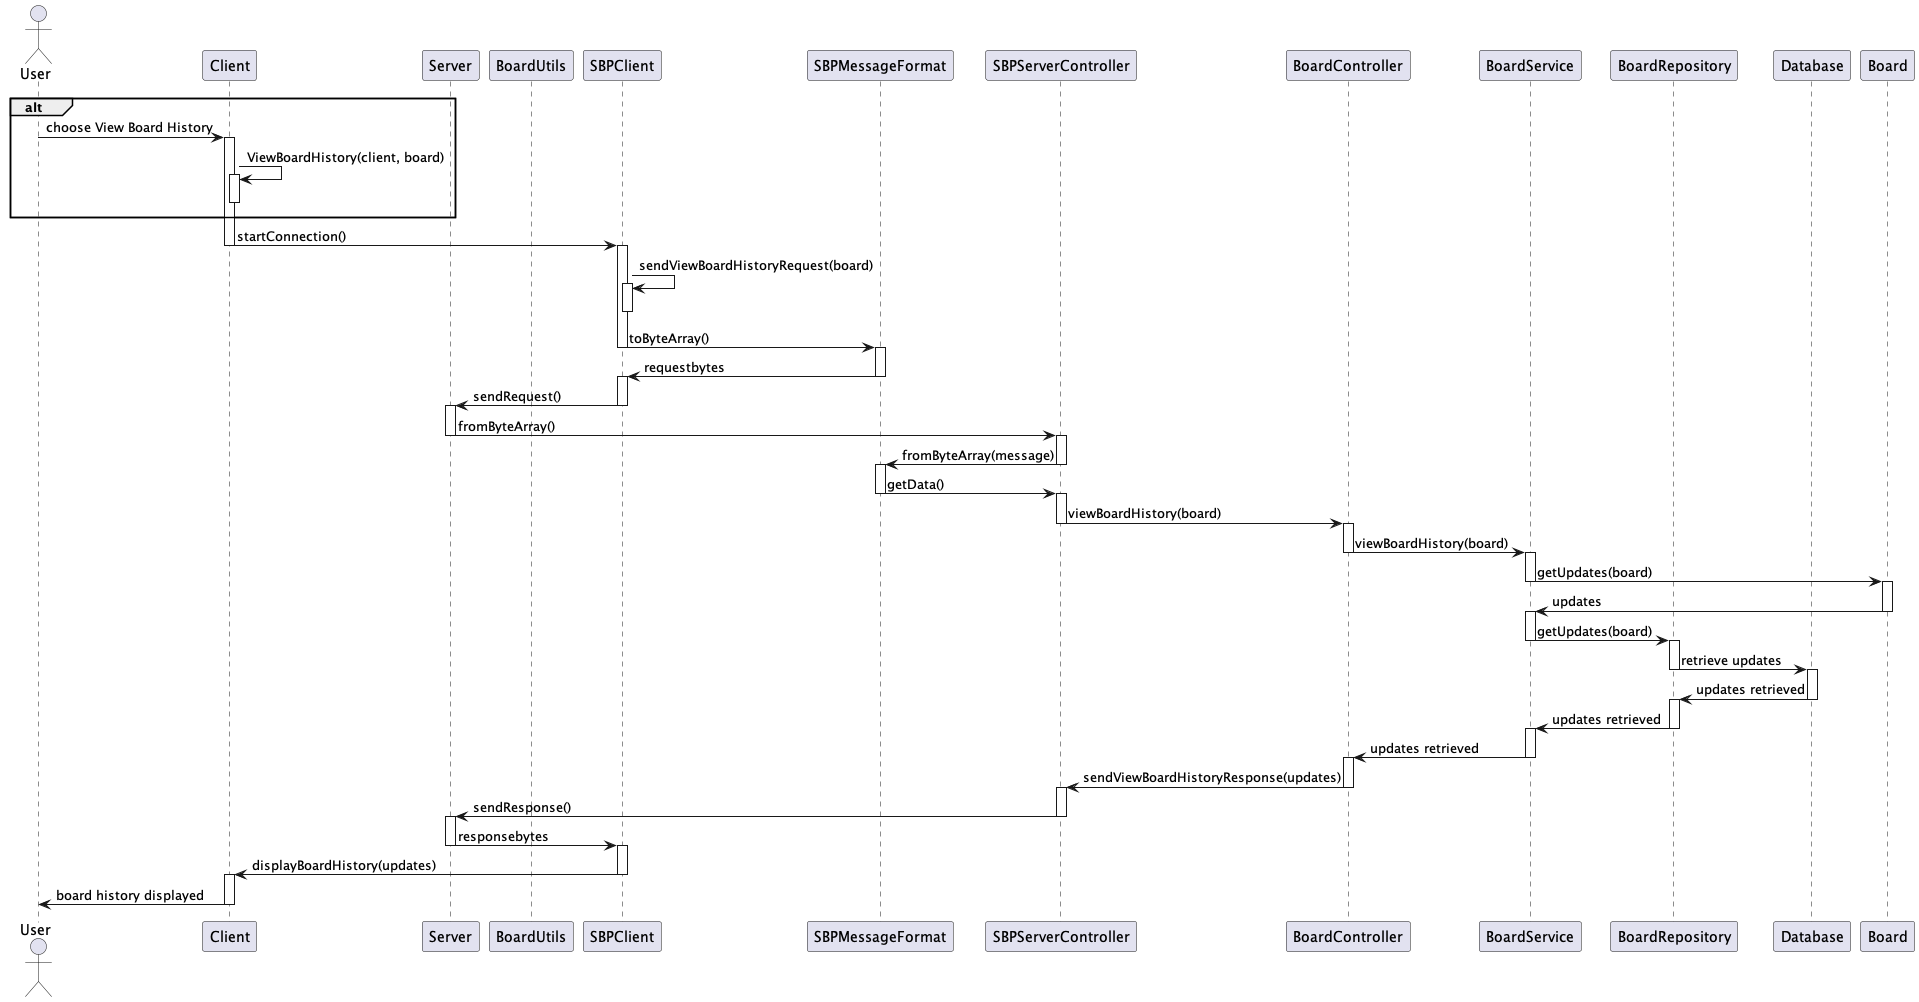 User
Client
Server
BoardUtils
SBPClient
SBPMessageFormat
SBPServerController
BoardController
BoardService
BoardRepository
Database
Board
alt
choose View Board History
ViewBoardHistory(client, board)
startConnection()
sendViewBoardHistoryRequest(board)
toByteArray()
requestbytes
sendRequest()
fromByteArray()
fromByteArray(message)
getData()
viewBoardHistory(board)
viewBoardHistory(board)
getUpdates(board)
updates
getUpdates(board)
retrieve updates
updates retrieved
updates retrieved
updates retrieved
sendViewBoardHistoryResponse(updates)
sendResponse()
responsebytes
displayBoardHistory(updates)
board history displayed
User
Client
Server
BoardUtils
SBPClient
SBPMessageFormat
SBPServerController
BoardController
BoardService
BoardRepository
Database
Board